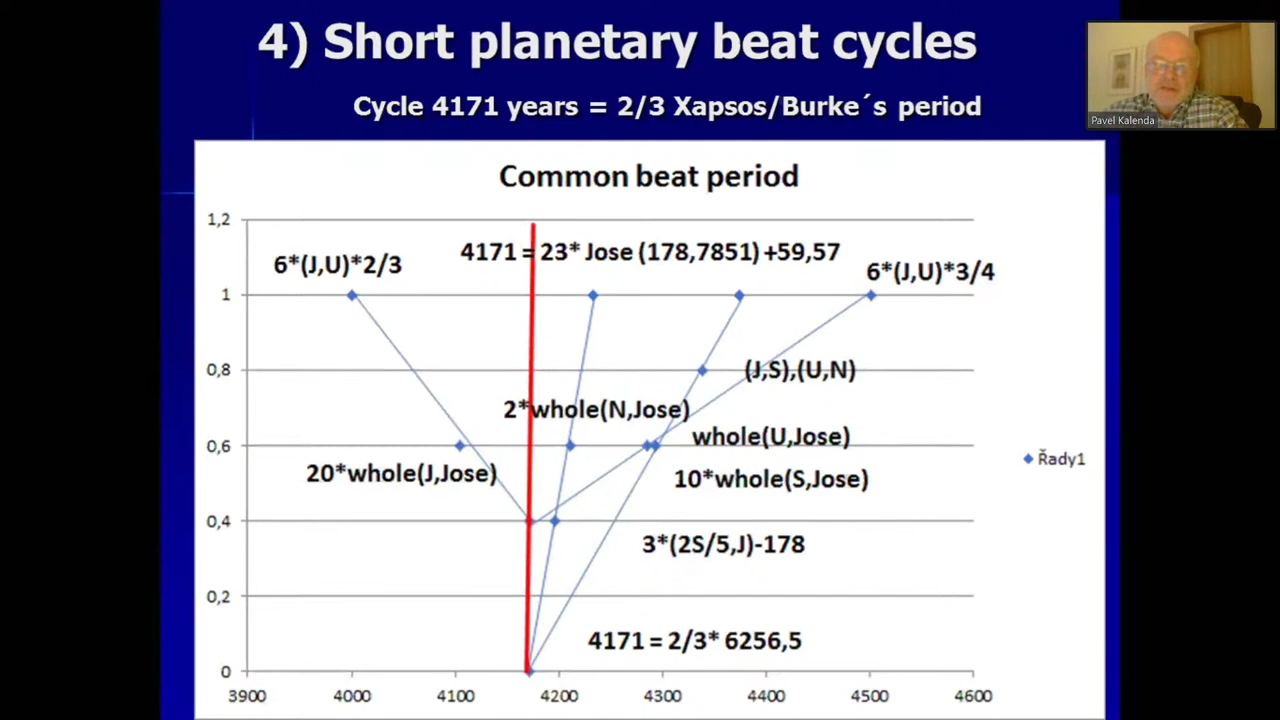 4) Short planetary beat cycles
Cycle 4171 years = 2/3 Xapsos/Burke´s period
Pavel Kalenda
Common beat period
1,2
4171 = 23* Jose (178,7851) +59,57
6*(J,U)*2/3
6*(J,U)*3/4
1
0,8
(J,S),(U,N)
2*whole(N,Jose)
whole(U,Jose)
0,6
Řady1
20*whole(J,Jose)
10*whole(S,Jose)
0,4
3*(2S/5,J)-178
0,2
4171 = 2/3* 6256,5
0
3900 4000 4100 4200 4300 4400 4500 4600